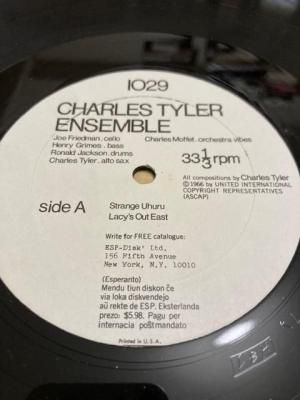 1029
CHARLES TYLER
ENSEMBLE
Joe Friedman, cello
Charles Moffet, orchestra vibes
Henry Grimes, bass
Ronald Jackson, drums
Charles Tyler, alto sax
33 1/3 rpm
All compositions by Charles Tyler
©1966 by UNITED INTERNATIONAL
COPYRIGHT REPRESENTATIVES
(ASCAP)
side A
Strange Uhuru
Lacy's Out East
Write for FREE catalogue:
ESP-Disk' Ltd.
156 Fifth Avenue
New York, N.Y. 10010
(Esperanto)
Mendu tiun diskon ĉe
via loka diskvendejo
aŭ rekte de ESP. Eksterlanda
prezo: $5.98. Pagu per
internacia poŝtmandato
Printed in U.S.A.